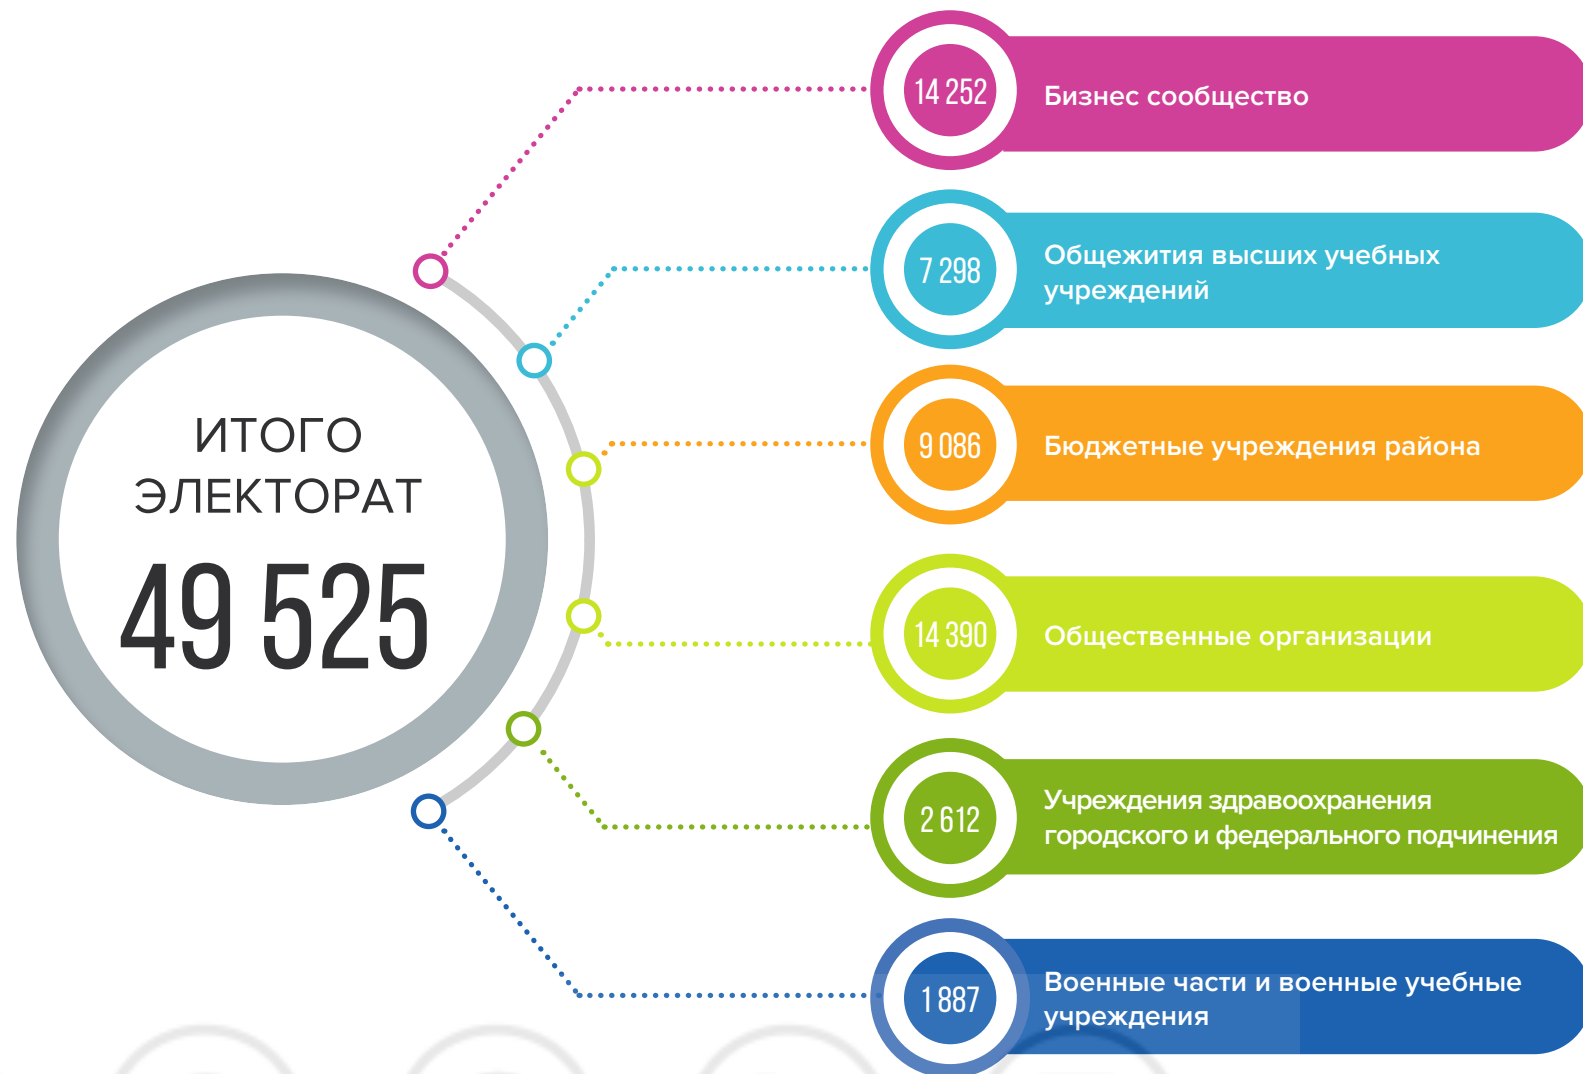 ИТОГО
ЭЛЕКТОРАТ
49 525
14 252
Бизнес сообщество
7 298
Общежития высших учебных
учреждений
9 086
Бюджетные учреждения района
14 390
Общественные организации
2 612
Учреждения здравоохранения
городского и федерального подчинения
1 887
Военные части и военные учебные
учреждения